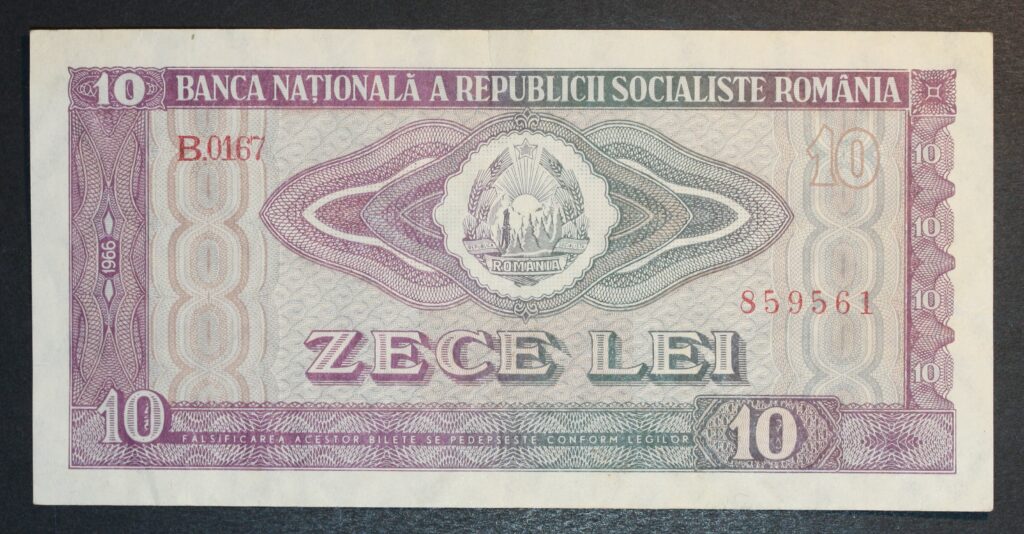 10 BANCA NAȚIONALĂ A REPUBLICII SOCIALISTE ROMÂNIA
B.0167
10
10
10
1966
ROMÂNIA
859561
10
ZECE LEI
10
10
10
FALSIFICAREA ACESTOR BILETE SE PEDEPSEȘTE CONFORM LEGILOR